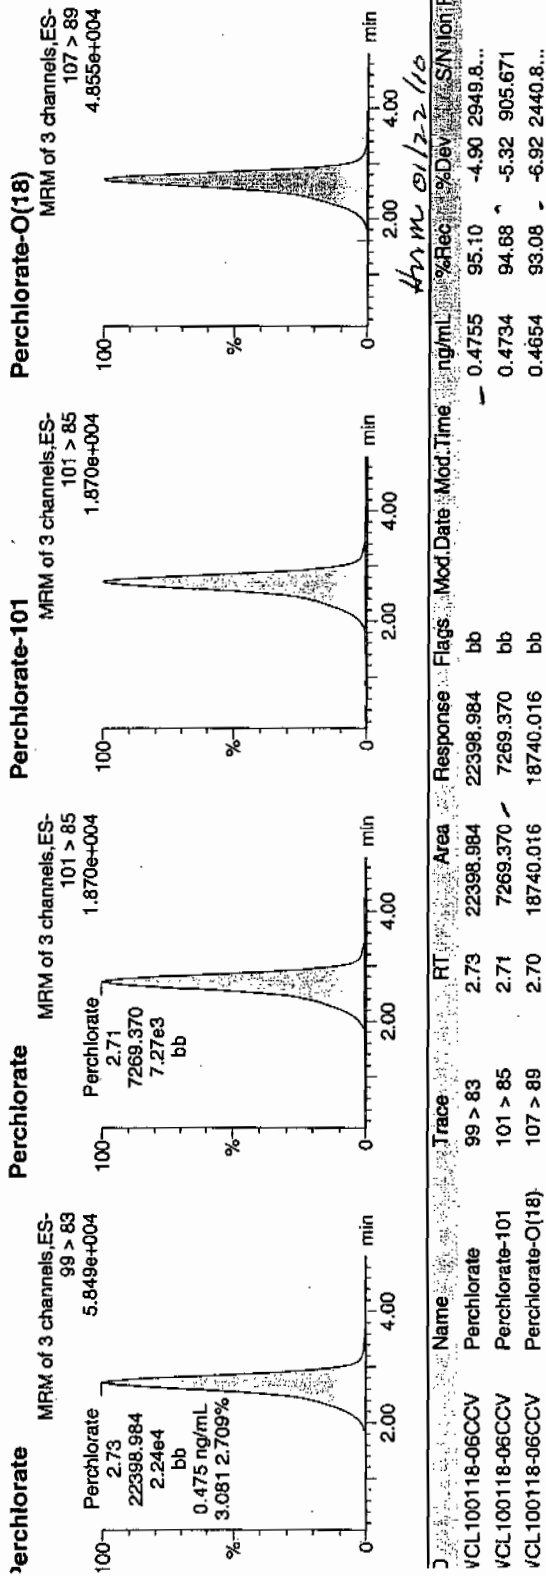 Perchlorate
MRM of 3 channels,ES-
99 > 83
5.849e+004
100
Perchlorate
2.73
22398.984
2.24e4
bb
0.475 ng/mL
3.081 2.709%
%
0
2.00
4.00
min
Perchlorate
MRM of 3 channels,ES-
101 > 85
1.870e+004
100
Perchlorate
2.71
7269.370
7.27e3
bb
%
0
2.00
4.00
min
Perchlorate-101
MRM of 3 channels,ES-
101 > 85
1.870e+004
100
%
0
2.00
4.00
min
Perchlorate-O(18)
MRM of 3 channels,ES-
107 > 89
4.855e+004
100
%
0
2.00
4.00
min
01/22/10
Name Trace RT Area Response Flags Mod.Date Mod.Time ng/mL %Rec %Dev S/N Ion
VCL100118-06CCV Perchlorate 99 > 83 2.73 22398.984 22398.984 bb 0.4755 95.10 -4.90 2949.8...
VCL100118-06CCV Perchlorate-101 101 > 85 2.71 7269.370 7269.370 bb 0.4734 94.68 -5.32 905.671
VCL100118-06CCV Perchlorate-O(18) 107 > 89 2.70 18740.016 18740.016 bb 0.4654 93.08 -6.92 2440.8...